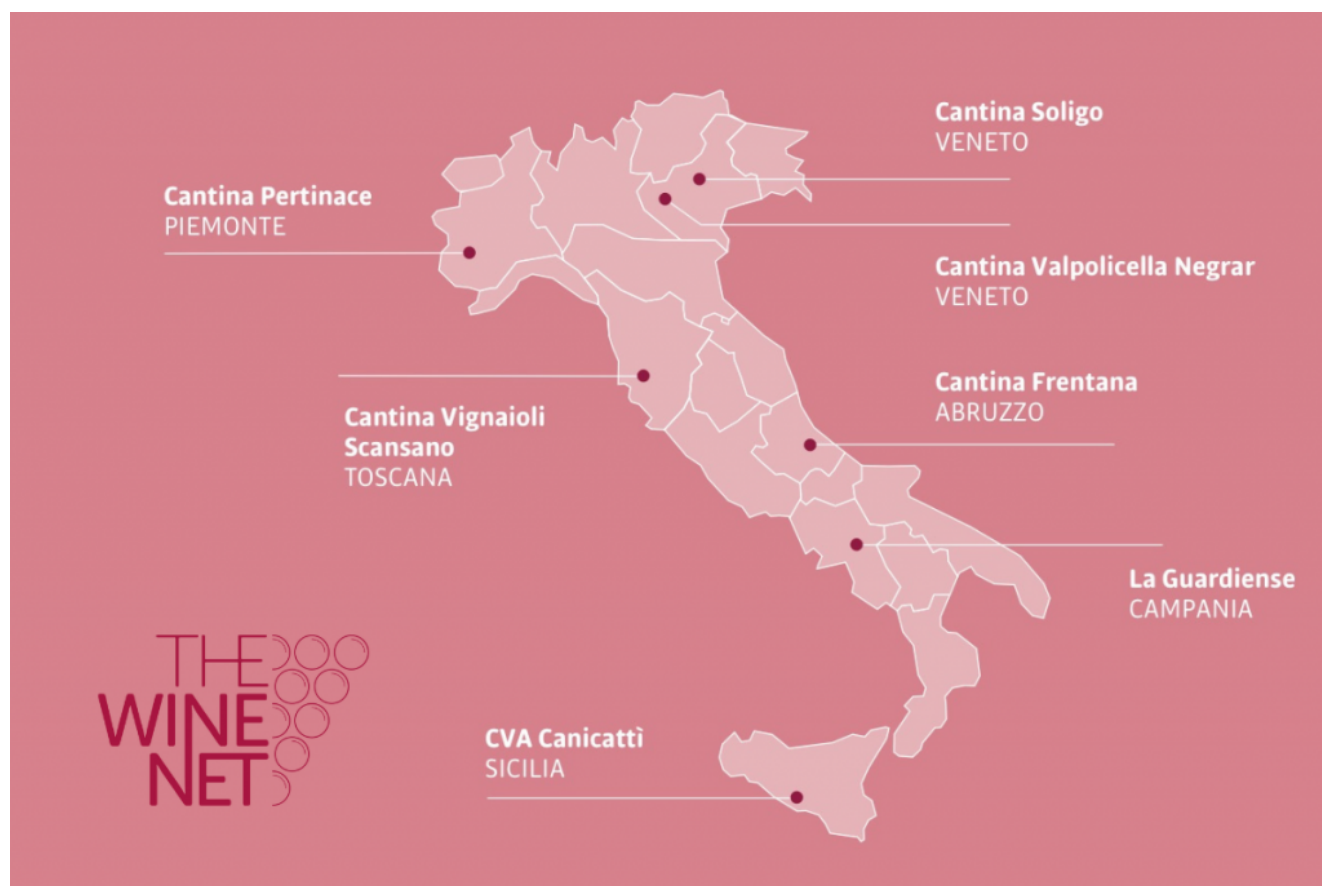 Cantina Soligo
VENETO
Cantina Pertinace
PIEMONTE
Cantina Valpolicella Negrar
VENETO
Cantina Frentana
ABRUZZO
Cantina Vignaioli
Scansano
TOSCANA
La Guardiense
CAMPANIA
THE
WINE
NET
CVA Canicattì
SICILIA